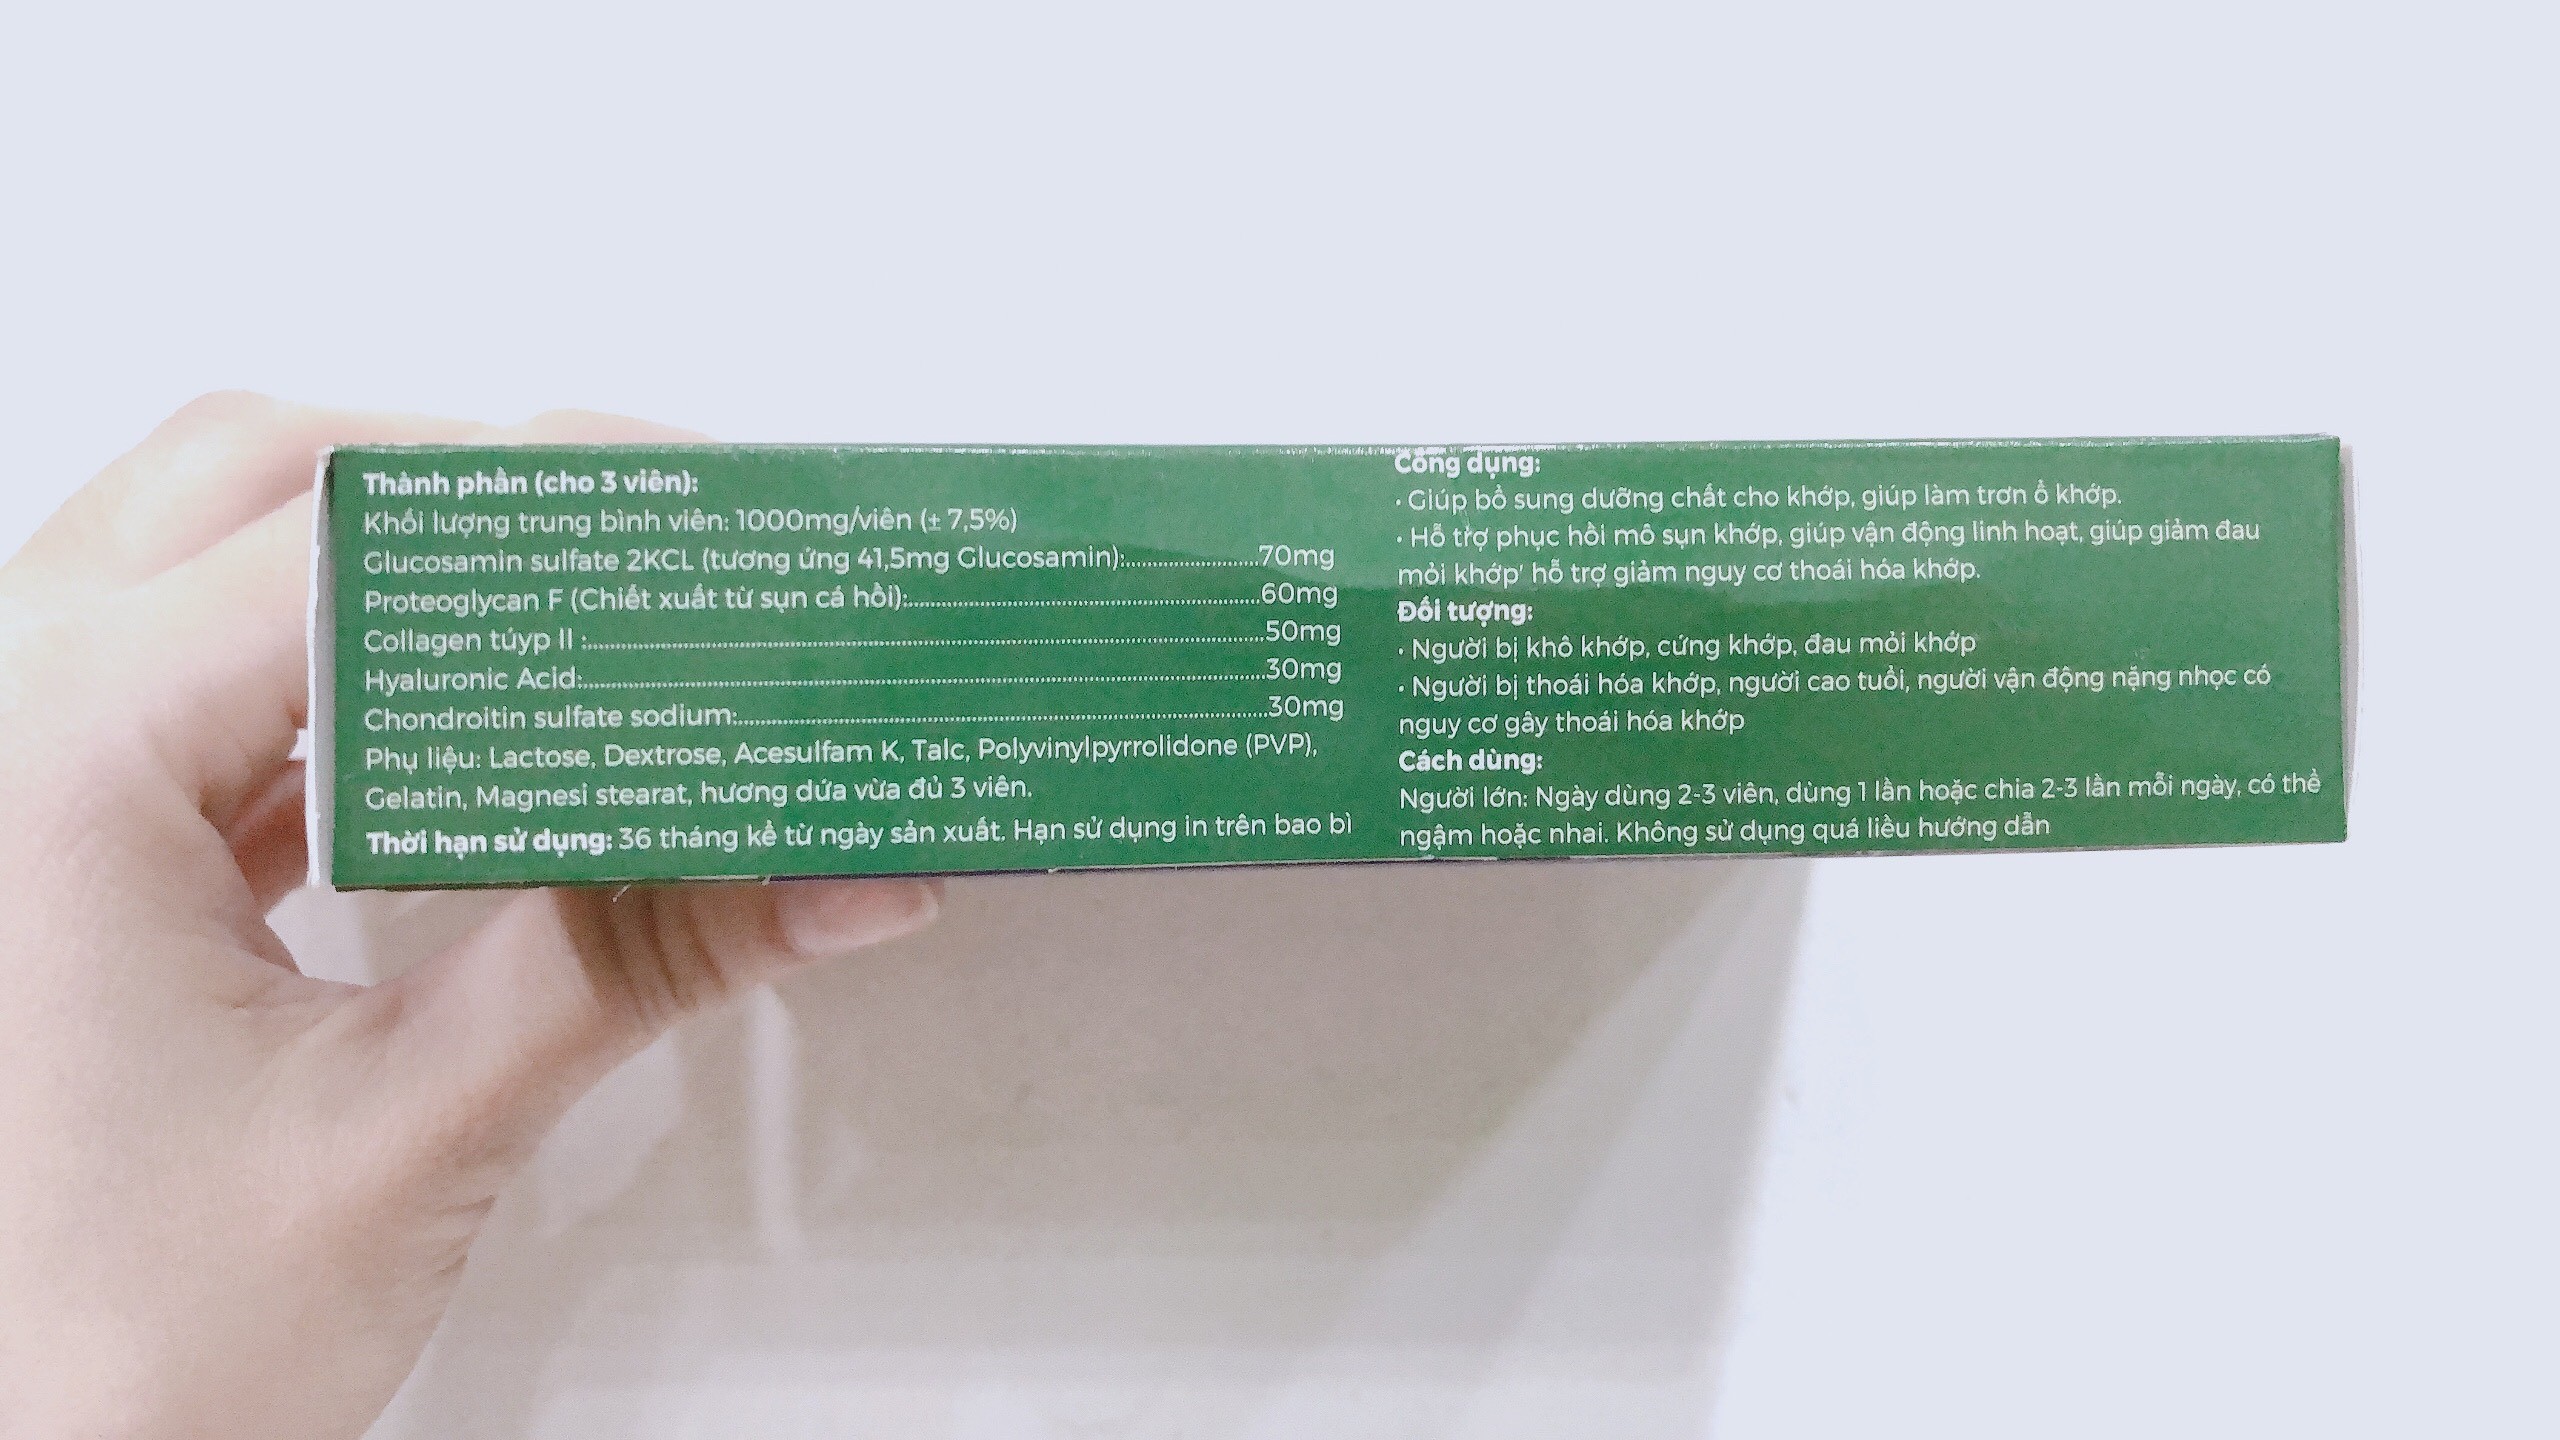 Thành phần (cho 3 viên):
Khối lượng trung bình viên: 1000mg/viên (± 7,5%)
Glucosamin sulfate 2KCL (tương ứng 41,5mg Glucosamin):..........................70mg
Proteoglycan F (Chiết xuất từ sụn cá hồi):..........................60mg
Collagen túyp II :..........................50mg
Hyaluronic Acid:..........................30mg
Chondroitin sulfate sodium:..........................30mg
Phụ liệu: Lactose, Dextrose, Acesulfam K, Talc, Polyvinylpyrrolidone (PVP),
Gelatin, Magnesi stearat, hương dứa vừa đủ 3 viên.
Thời hạn sử dụng: 36 tháng kể từ ngày sản xuất. Hạn sử dụng in trên bao bì
Công dụng:
• Giúp bổ sung dưỡng chất cho khớp, giúp làm trơn ổ khớp.
• Hỗ trợ phục hồi mô sụn khớp, giúp vận động linh hoạt, giúp giảm đau
mỏi khớp' hỗ trợ giảm nguy cơ thoái hóa khớp.
Đối tượng:
• Người bị khô khớp, cứng khớp, đau mỏi khớp
• Người bị thoái hóa khớp, người cao tuổi, người vận động nặng nhọc có
nguy cơ gây thoái hóa khớp
Cách dùng:
Người lớn: Ngày dùng 2-3 viên, dùng 1 lần hoặc chia 2-3 lần mỗi ngày, có thể
ngậm hoặc nhai. Không sử dụng quá liều hướng dẫn